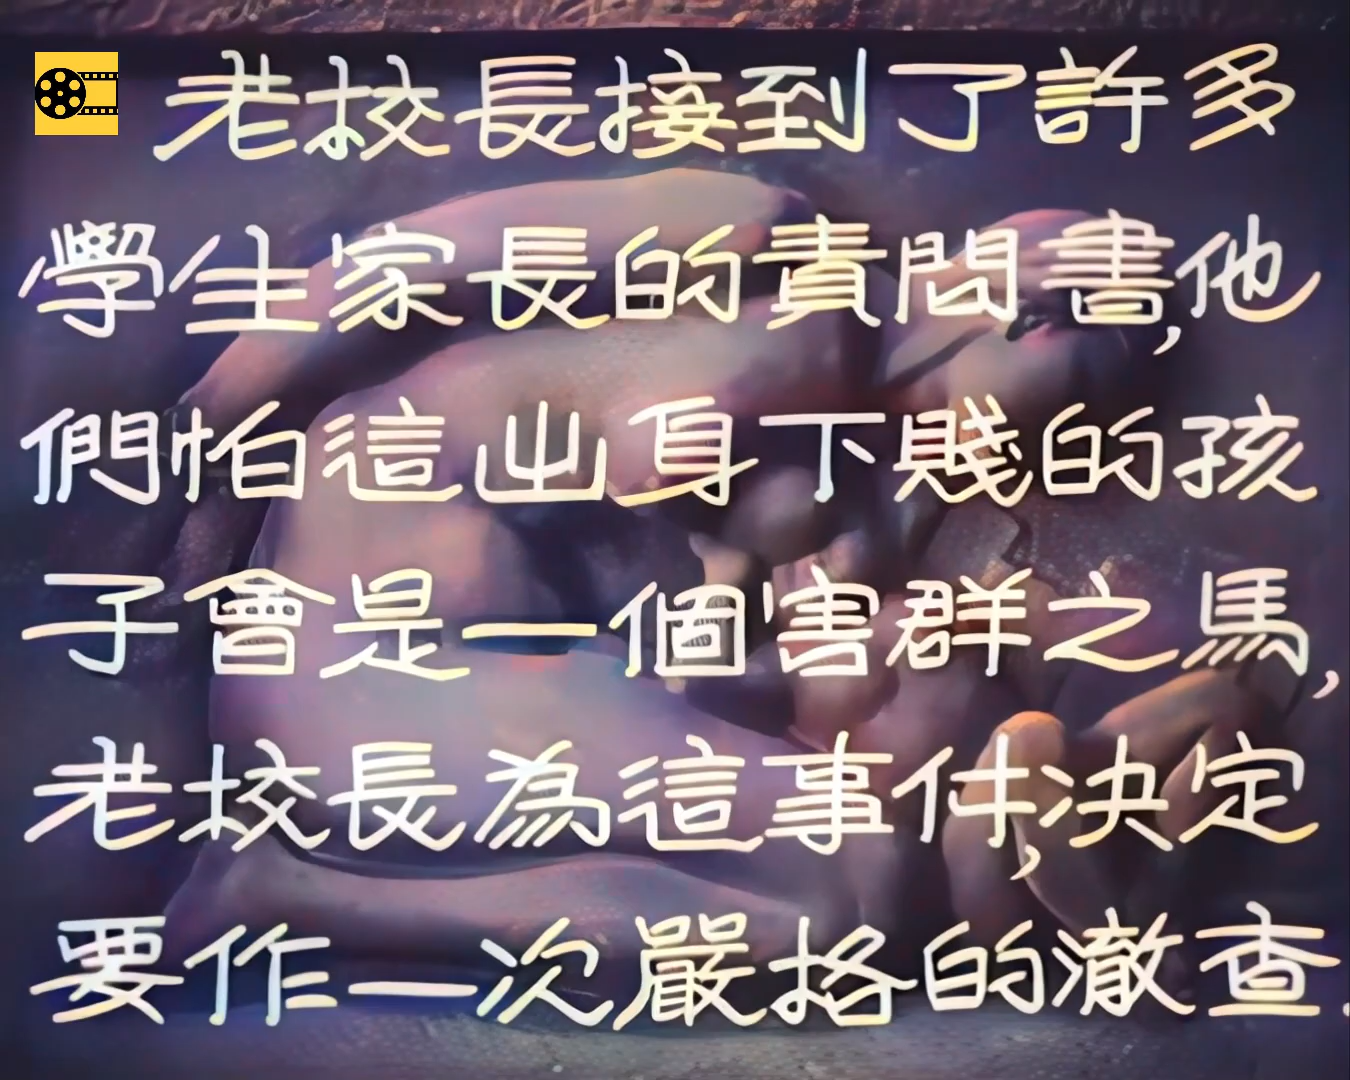 老校長接到了許多
學生家長的責問書,他
們怕這出身下賤的孩
子會是一個害群之馬,
老校長為這事件,決定
要作一次嚴格的澈查.